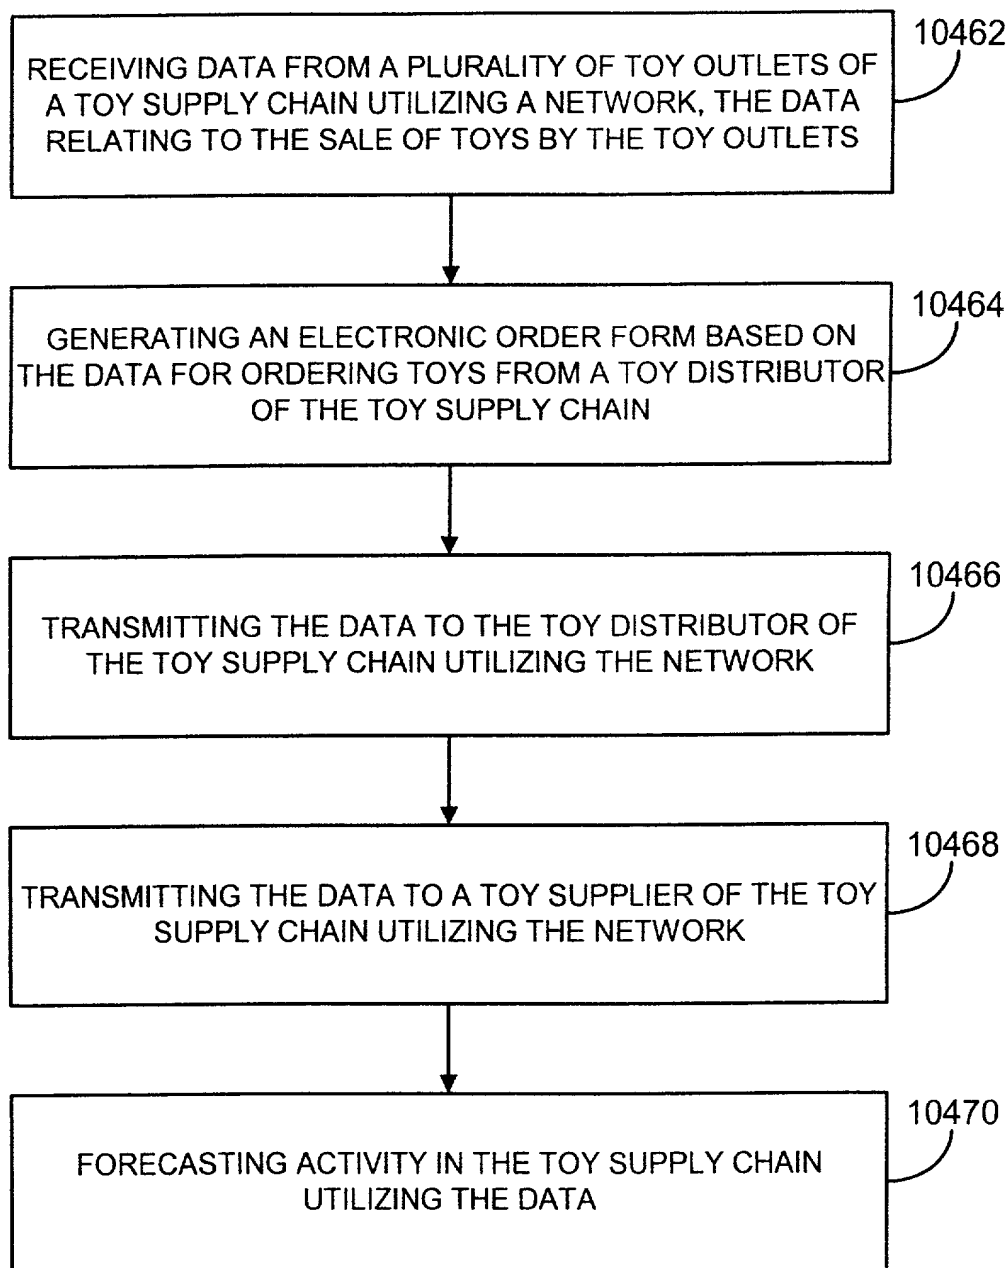 10462
RECEIVING DATA FROM A PLURALITY OF TOY OUTLETS OF
A TOY SUPPLY CHAIN UTILIZING A NETWORK, THE DATA
RELATING TO THE SALE OF TOYS BY THE TOY OUTLETS
10464
GENERATING AN ELECTRONIC ORDER FORM BASED ON
THE DATA FOR ORDERING TOYS FROM A TOY DISTRIBUTOR
OF THE TOY SUPPLY CHAIN
10466
TRANSMITTING THE DATA TO THE TOY DISTRIBUTOR OF
THE TOY SUPPLY CHAIN UTILIZING THE NETWORK
10468
TRANSMITTING THE DATA TO A TOY SUPPLIER OF THE TOY
SUPPLY CHAIN UTILIZING THE NETWORK
10470
FORECASTING ACTIVITY IN THE TOY SUPPLY CHAIN
UTILIZING THE DATA